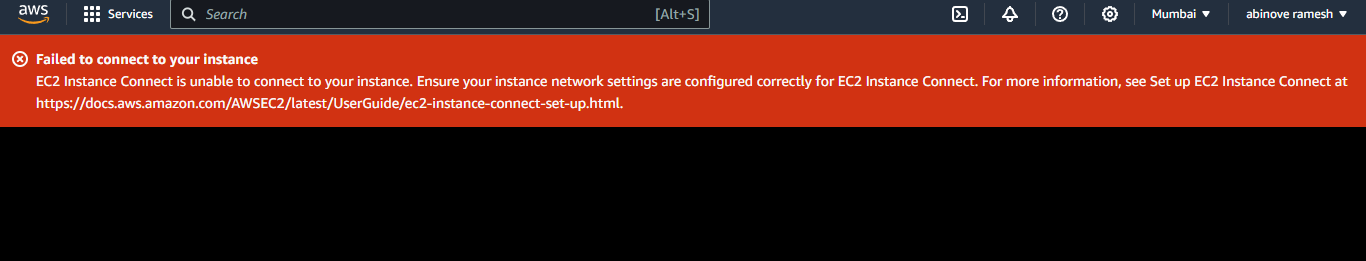 aws Services Search [Alt+S] Mumbai ▼ abinove ramesh ▼
Failed to connect to your instance
EC2 Instance Connect is unable to connect to your instance. Ensure your instance network settings are configured correctly for EC2 Instance Connect. For more information, see Set up EC2 Instance Connect at
https://docs.aws.amazon.com/AWSEC2/latest/UserGuide/ec2-instance-connect-set-up.html.